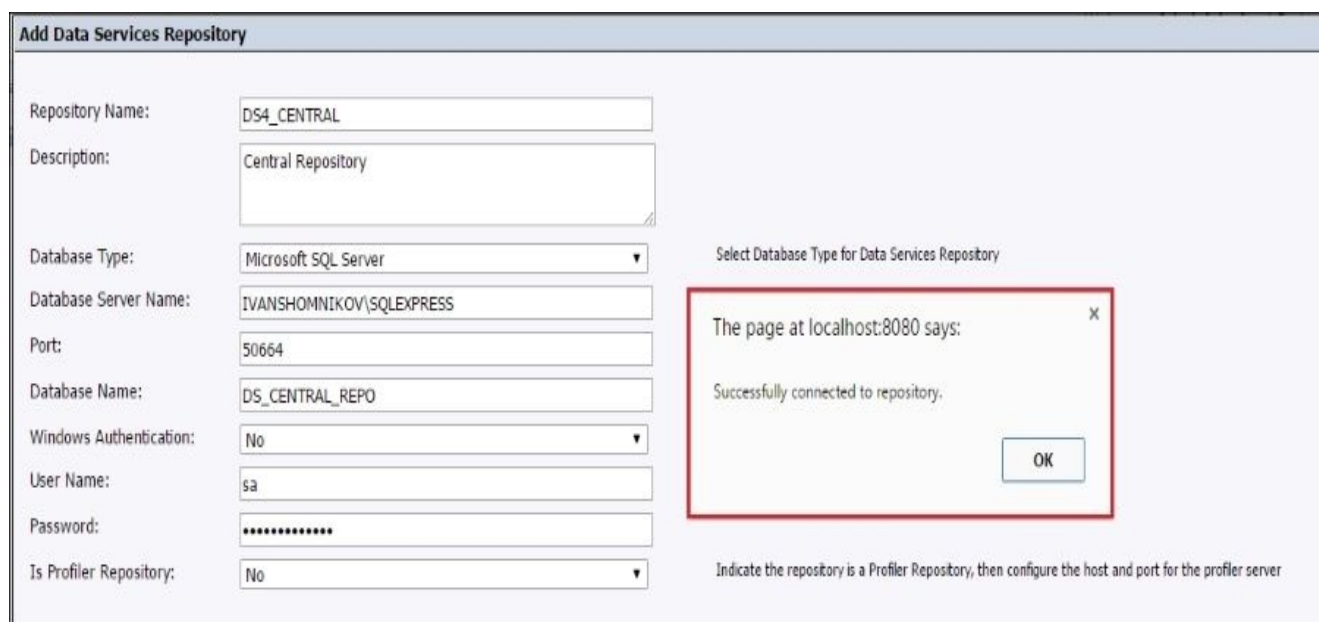 Add Data Services Repository
Repository Name: DS4_CENTRAL
Description: Central Repository
Database Type: Microsoft SQL Server Select Database Type for Data Services Repository
Database Server Name: IVANSHOMNIKOV\SQLEXPRESS
Port: 50664
Database Name: DS_CENTRAL_REPO
Windows Authentication: No
User Name: sa
Password: •••••••••••••
Is Profiler Repository: No Indicate the repository is a Profiler Repository, then configure the host and port for the profiler server
The page at localhost:8080 says: x
Successfully connected to repository.
OK